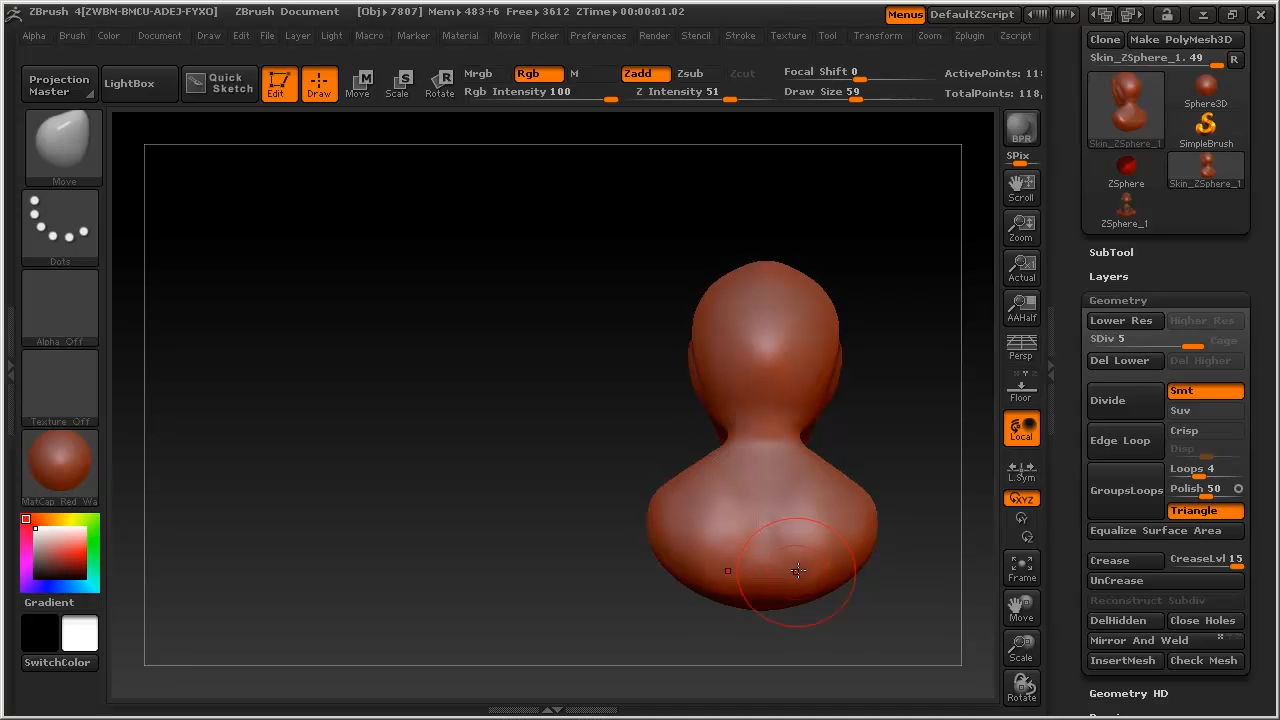 ZBrush 4[ZWBM-BMCU-ADEJ-FYXO] ZBrush Document [Obj▸7807] Mem▸483+6 Free▸3612 ZTime▸00:00:01.02 Menus DefaultZScript
Alpha Brush Color Document Draw Edit File Layer Light Macro Marker Material Movie Picker Preferences Render Stencil Stroke Texture Tool Transform Zoom Zplugin Zscript
Projection Master
LightBox
Quick Sketch
Edit
Draw
Move
Scale
Rotate
Mrgb Rgb M
Rgb Intensity 100
Zadd Zsub Zcut
Z Intensity 51
Focal Shift 0
Draw Size 59
ActivePoints: 11
TotalPoints: 118,
Move
Dots
Alpha Off
Texture Off
MatCap Red Wa
Gradient
SwitchColor
BPR
SPix
Scroll
Zoom
Actual
AAHalf
Persp
Floor
Local
L.Sym
XYZ
Y
Z
Frame
Move
Scale
Rotate
Clone Make PolyMesh3D
Skin_ZSphere_1. 49 R
Skin_ZSphere_1
Sphere3D
SimpleBrush
ZSphere
Skin_ZSphere_1
ZSphere_1
SubTool
Layers
Geometry
Lower Res Higher Res
SDiv 5 Cage
Del Lower Del Higher
Divide Smt
Suv
Edge Loop Crisp
Disp
Loops 4
GroupsLoops Polish 50
Triangle
Equalize Surface Area
Crease CreaseLvl 15
UnCrease
Reconstruct Subdiv
DelHidden Close Holes
Mirror And Weld
InsertMesh Check Mesh
Geometry HD